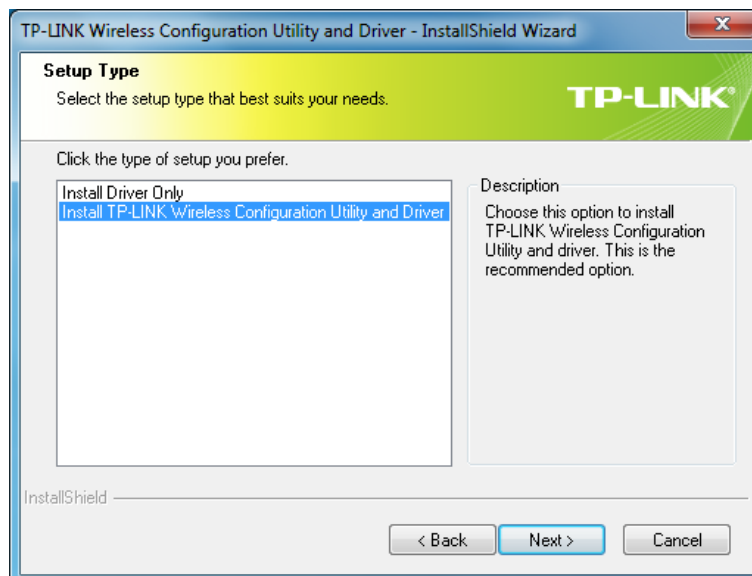 TP-LINK Wireless Configuration Utility and Driver - InstallShield Wizard
Setup Type
Select the setup type that best suits your needs.
TP-LINK®
Click the type of setup you prefer.
Install Driver Only
Install TP-LINK Wireless Configuration Utility and Driver
Description
Choose this option to install
TP-LINK Wireless Configuration
Utility and driver. This is the
recommended option.
InstallShield
< Back
Next >
Cancel